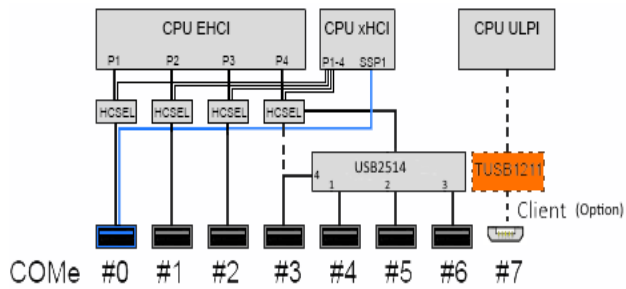 CPU EHCI CPU xHCI CPU ULPI
P1 P2 P3 P4 P1-4 SSP1
HCSEL HCSEL HCSEL HCSEL
USB2514 TUSB1211
4 1 2 3
Client (Option)
COMe #0 #1 #2 #3 #4 #5 #6 #7